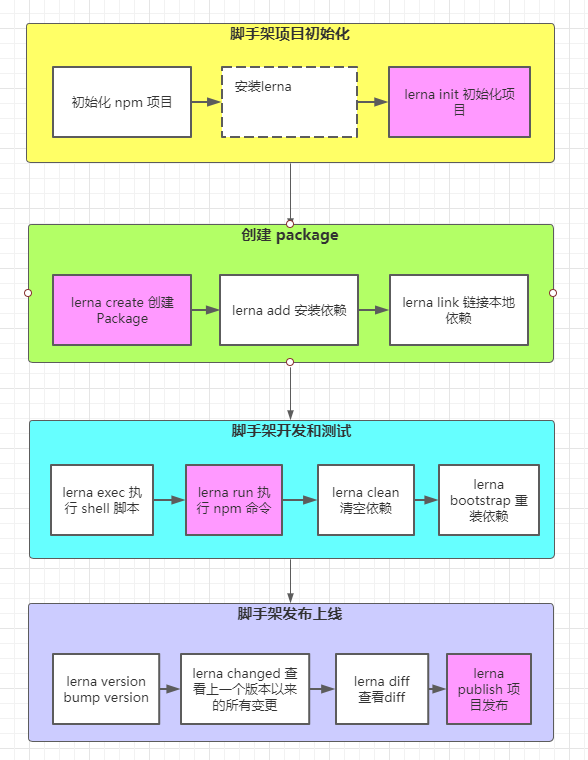 脚手架项目初始化
初始化 npm 项目
安装lerna
lerna init 初始化项
目
创建 package
lerna create 创建
Package
lerna add 安装依赖
lerna link 链接本地
依赖
脚手架开发和测试
lerna exec 执
行 shell 脚本
lerna run 执
行 npm 命令
lerna clean
清空依赖
lerna
bootstrap 重
装依赖
脚手架发布上线
lerna version
bump version
lerna changed 查
看上一个版本以来
的所有变更
lerna diff
查看diff
lerna
publish 项
目发布